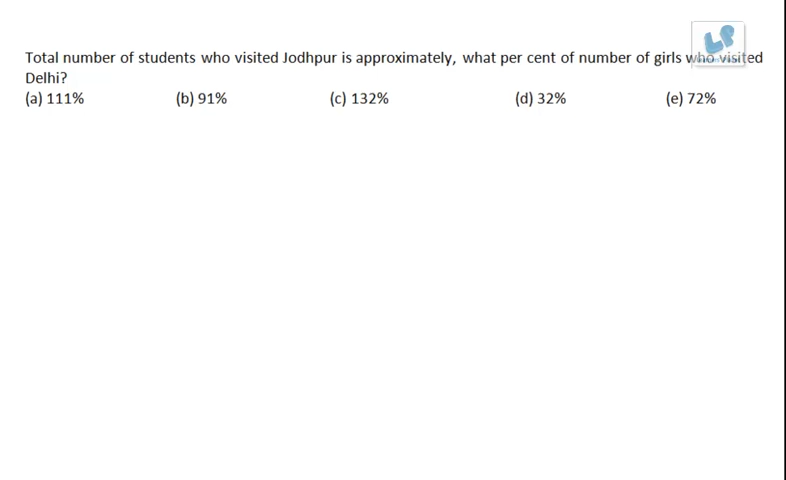 Total number of students who visited Jodhpur is approximately, what per cent of number of girls who visited
Delhi?
(a) 111% (b) 91% (c) 132% (d) 32% (e) 72%